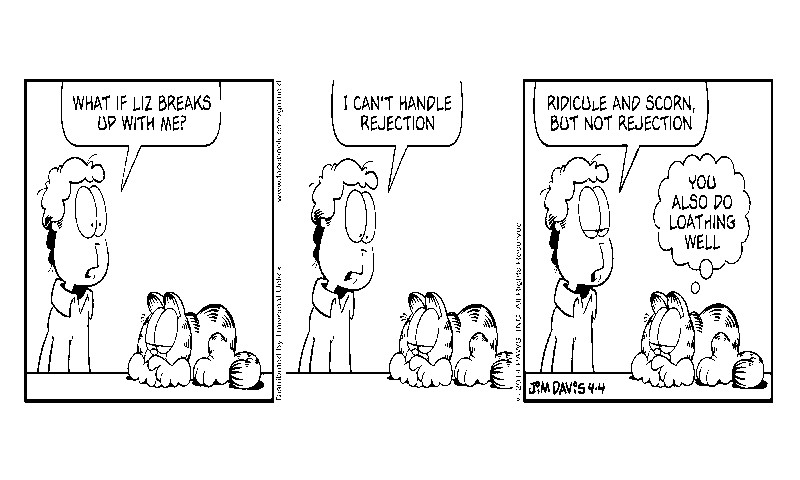 WHAT IF LIZ BREAKS
UP WITH ME?
I CAN'T HANDLE
REJECTION
RIDICULE AND SCORN,
BUT NOT REJECTION
YOU
ALSO DO
LOATHING
WELL
JIM DAVIS 4-4